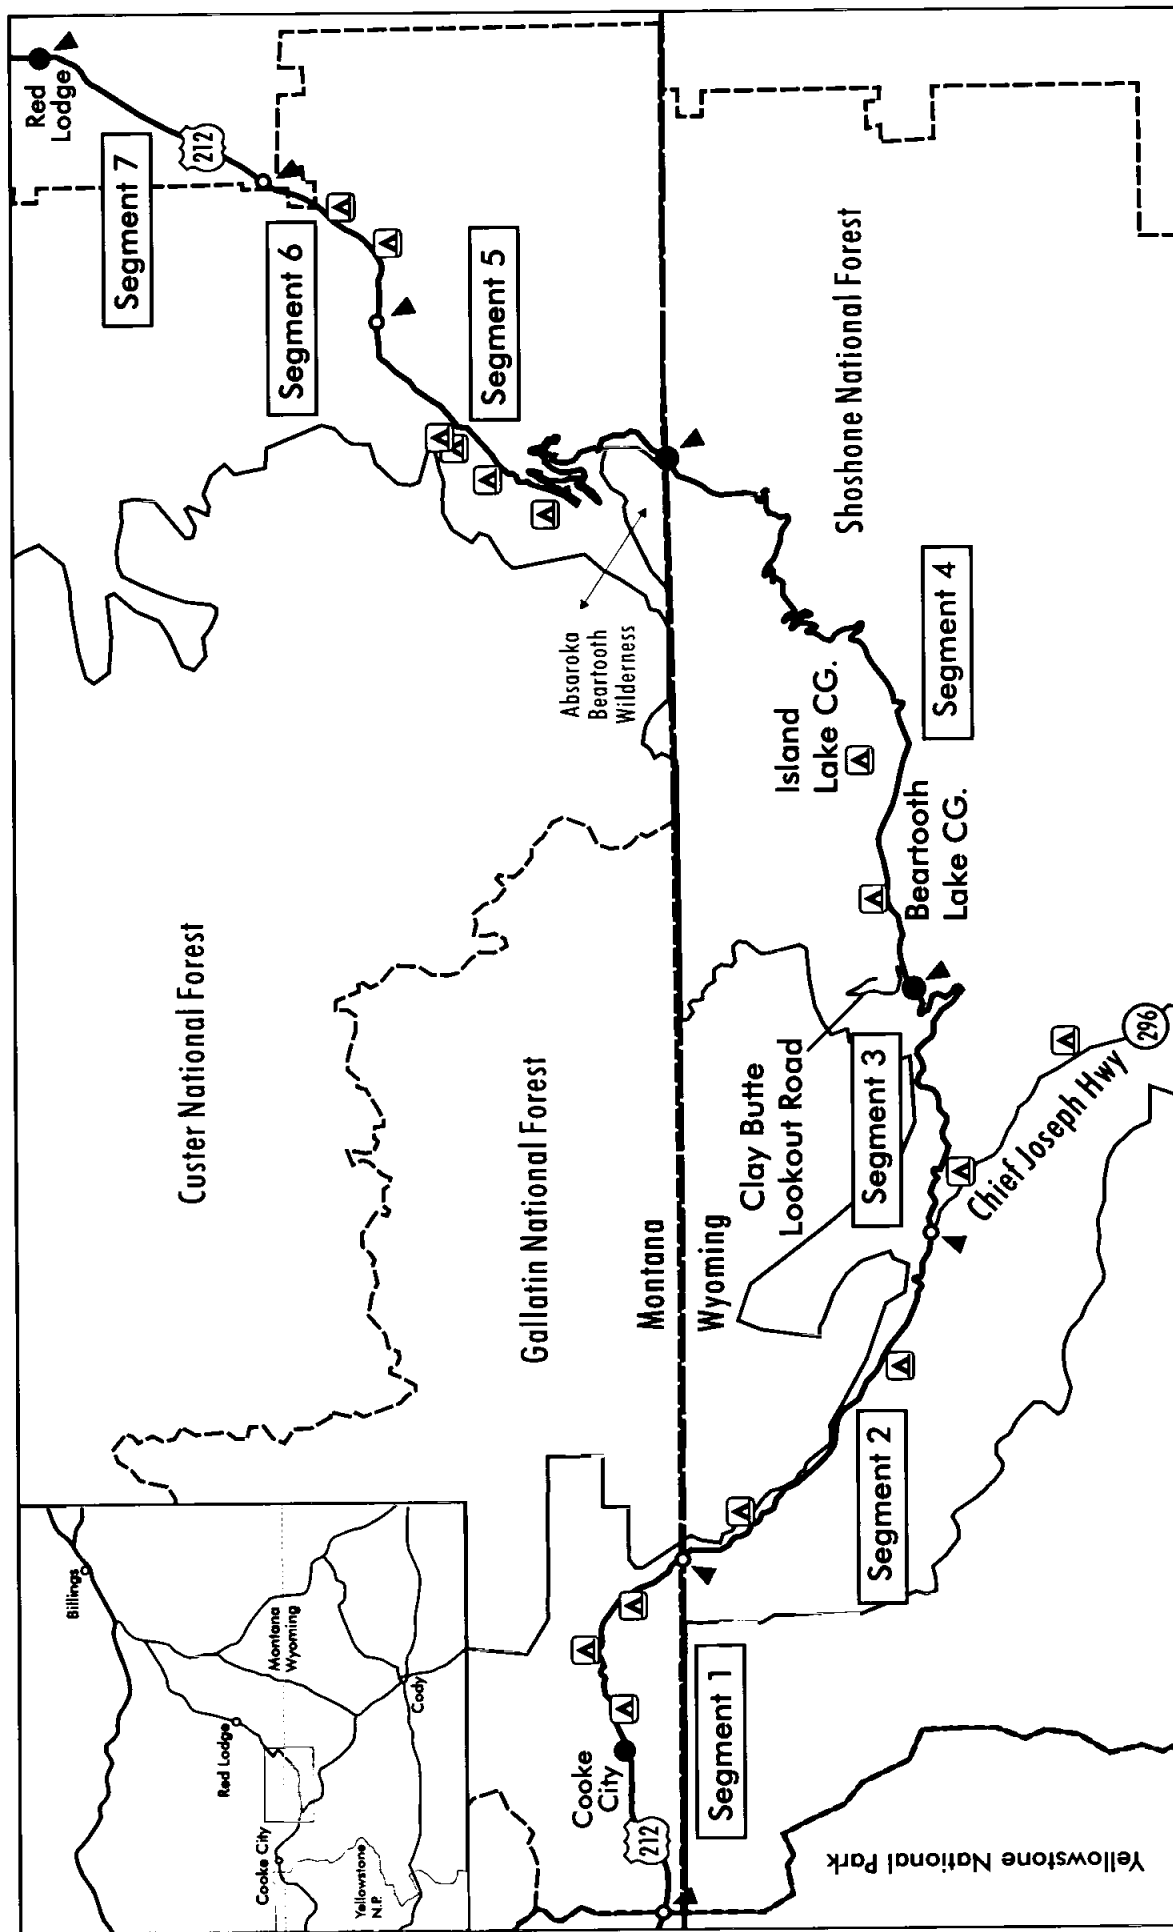 Red
Lodge
212
Segment 7
Segment 6
Segment 5
Custer National Forest
Gallatin National Forest
Absaroka
Beartooth
Wilderness
Shoshone National Forest
Segment 4
Island
Lake CG.
Beartooth
Lake CG.
Clay Butte
Lookout Road
Segment 3
Montana
Wyoming
296
Chief Joseph Hwy
Segment 2
Segment 1
Cooke
City
212
Yellowstone National Park
Billings
Montana
Wyoming
Red Lodge
Cody
Cooke City
Yellowstone
N.P.